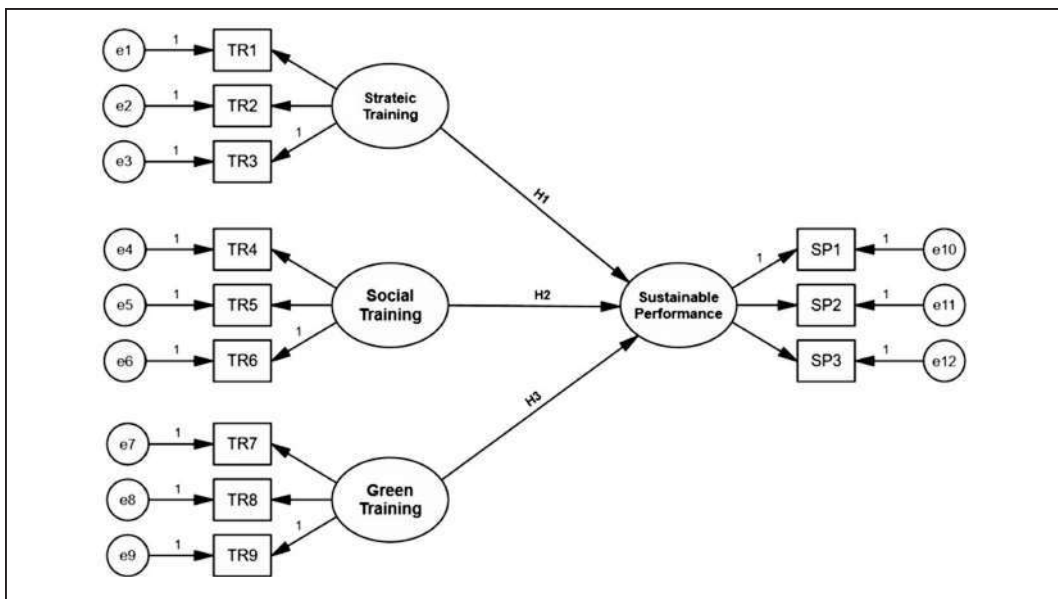 e1 1 TR1
e2 1 TR2
e3 1 TR3
1
Strateic
Training
H1
e4 1 TR4
e5 1 TR5
e6 1 TR6
1
Social
Training
H2
e7 1 TR7
e8 1 TR8
e9 1 TR9
1
Green
Training
H3
Sustainable
Performance
1 SP1 1 e10
SP2 1 e11
SP3 1 e12